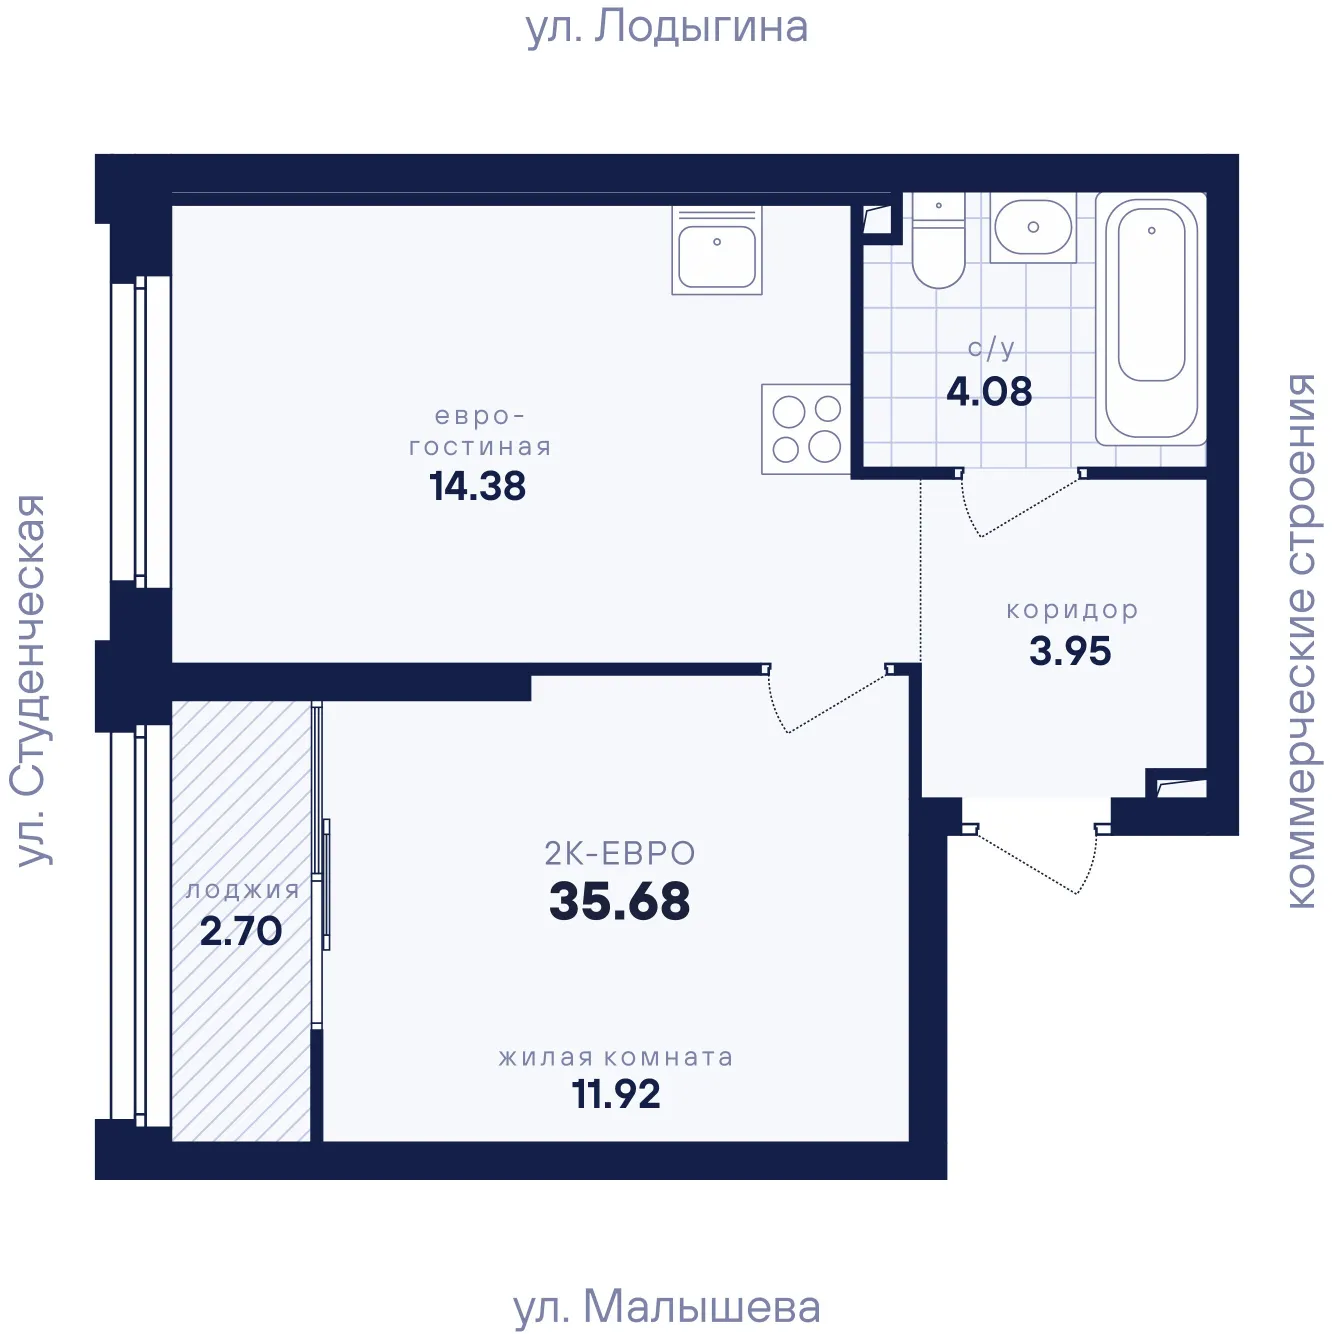 ул. Лодыгина
с/у
4.08
евро-
гостиная
14.38
коммерческие строения
ул. Студенческая
коридор
3.95
2К-ЕВРО
35.68
лоджия
2.70
жилая комната
11.92
ул. Малышева